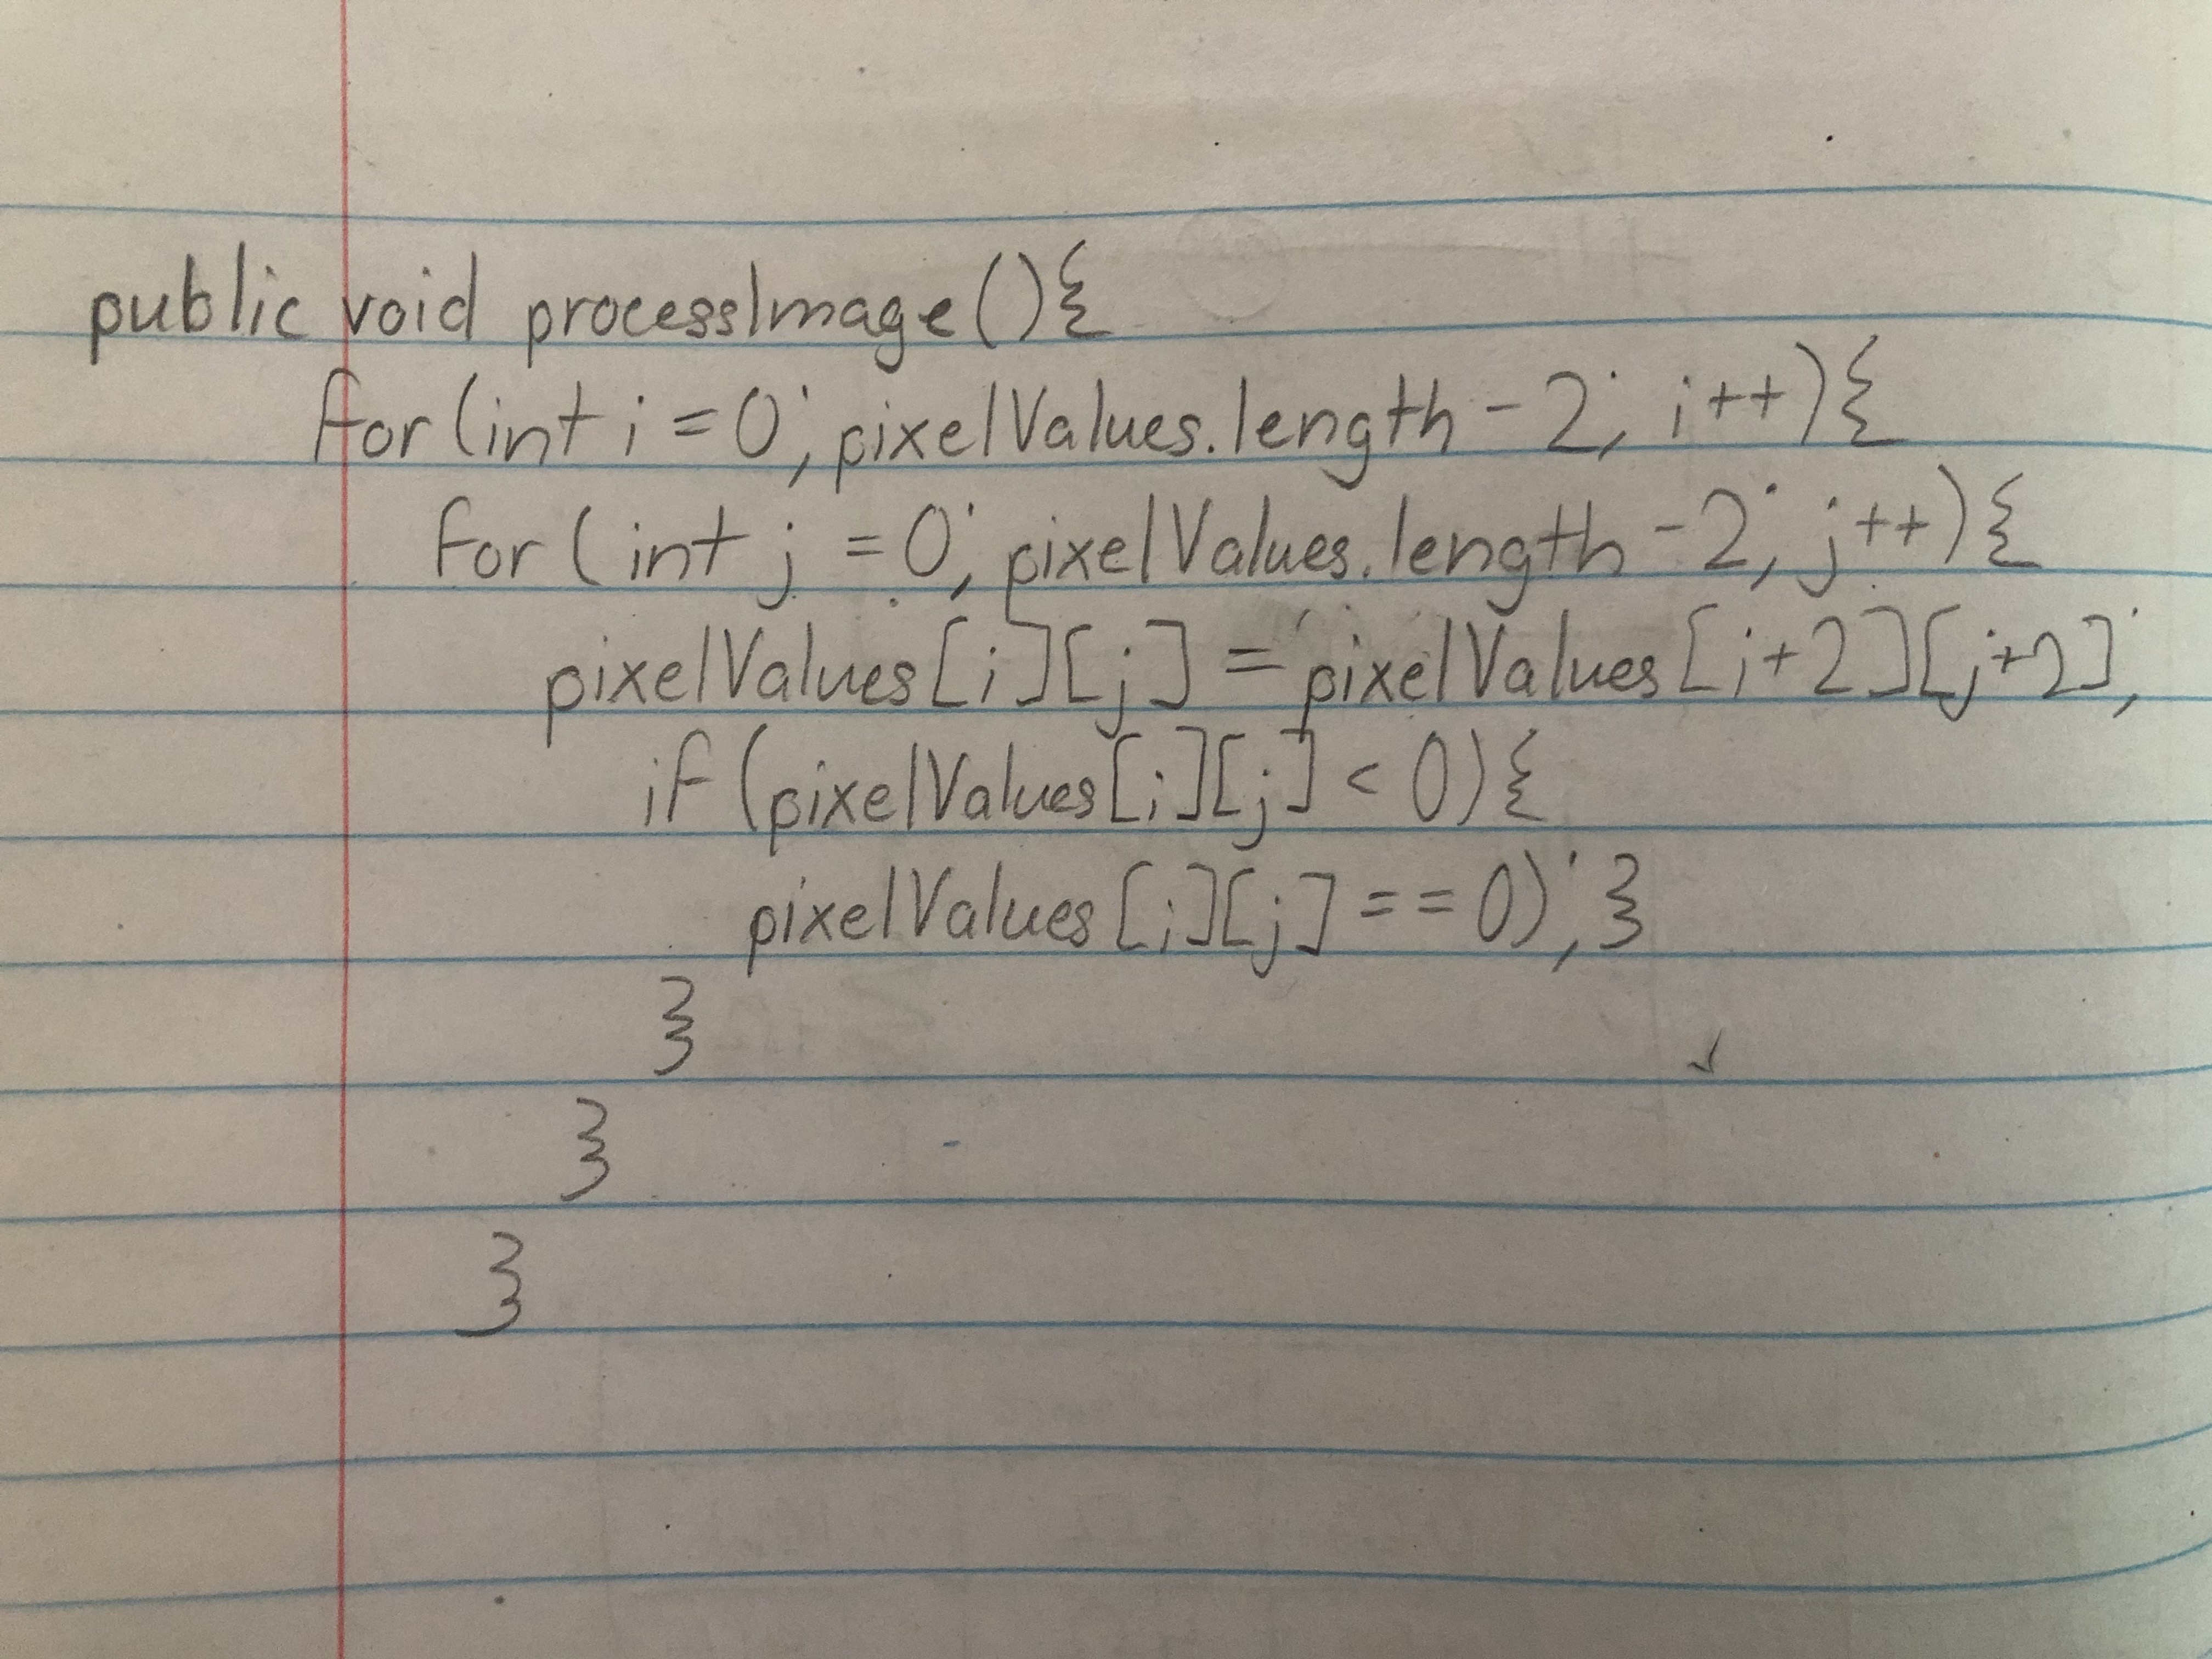 public void processImage(){
for(int i = 0; pixelValues.length - 2; i++){
for(int j = 0; pixelValues.length - 2; j++){
pixelValues[i][j] = pixelValues[i+2][j+2];
if (pixelValues[i][j] < 0){
pixelValues[i][j] == 0);}
}
}
}